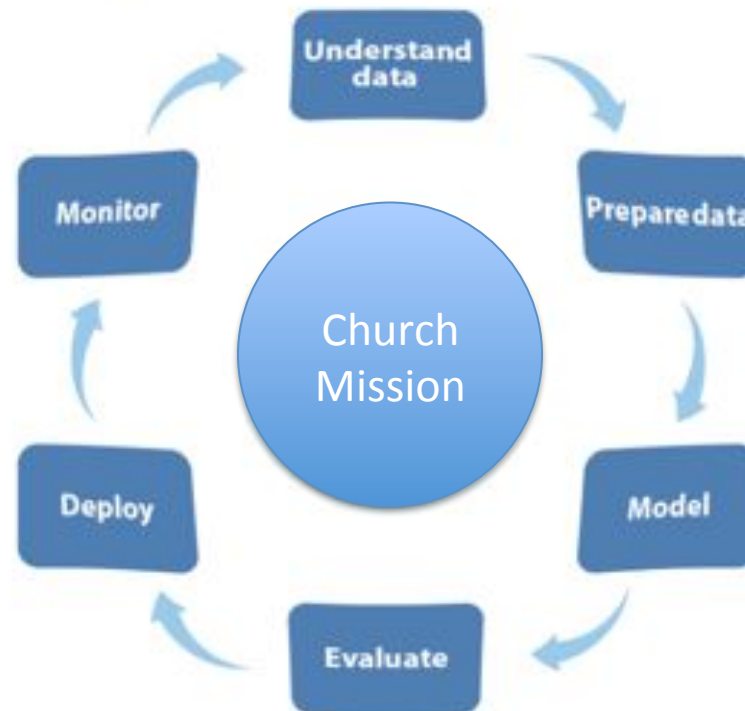 Understand
data
Preparedata
Model
Evaluate
Deploy
Monitor
Church
Mission